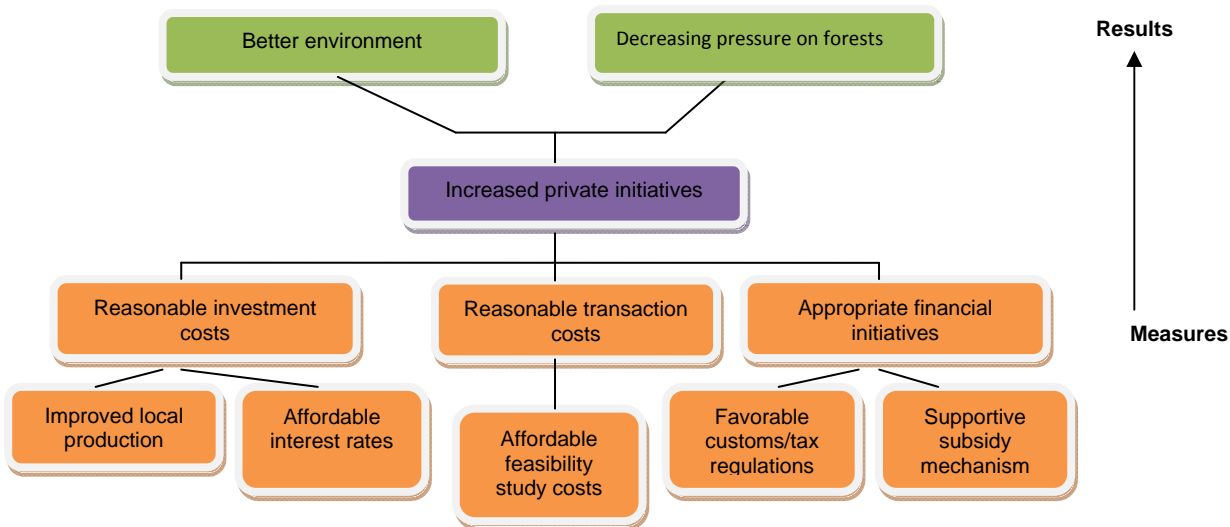 Better environment
Decreasing pressure on forests
Results
Increased private initiatives
Reasonable investment
costs
Reasonable transaction
costs
Appropriate financial
initiatives
Measures
Improved local
production
Affordable
interest rates
Affordable
feasibility
study costs
Favorable
customs/tax
regulations
Supportive
subsidy
mechanism